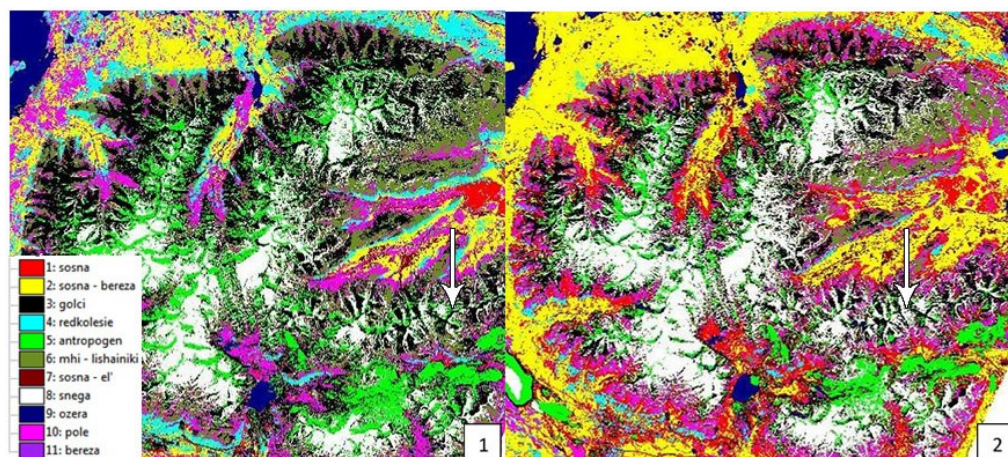 1: sosna
2: sosna - bereza
3: golci
4: redkolesie
5: antropogen
6: mhi - lishainiki
7: sosna - el'
8: snega
9: ozera
10: pole
11: bereza
1
2